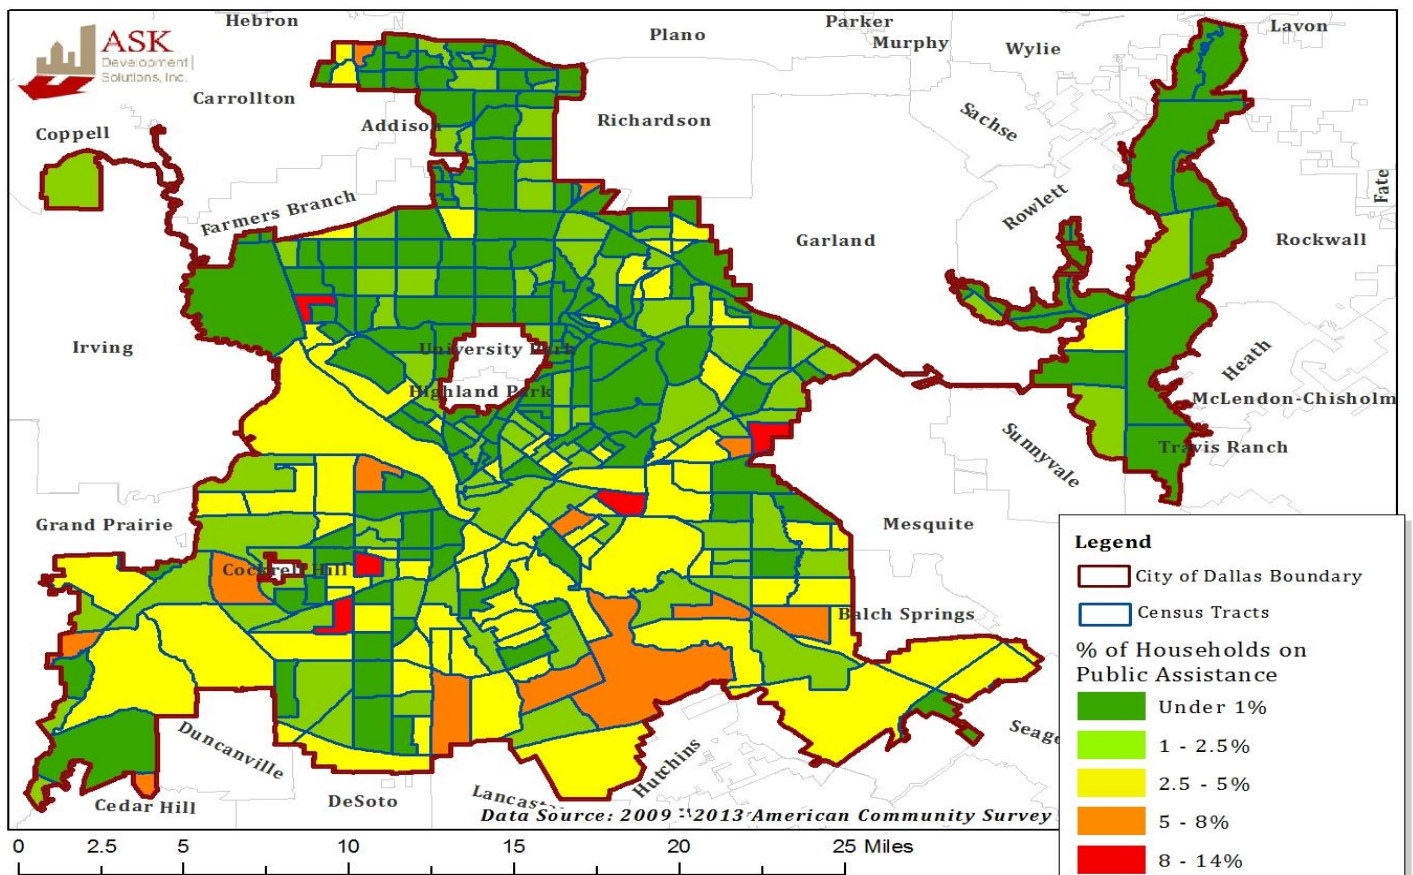 Hebron
Parker
Lavon
Plano
Murphy
Wylie
ASK
Development
Solutions, Inc.
Carrollton
Sachse
Coppell
Addison
Richardson
Fate
Farmers Branch
Rowlett
Garland
Rockwall
Irving
University Park
Heath
Highland Park
McLendon-Chisholm
Sunnyvale
Travis Ranch
Grand Prairie
Mesquite
Cockrell Hill
Balch Springs
Duncanville
Hutchins
Cedar Hill
DeSoto
Legend
City of Dallas Boundary
Census Tracts
% of Households on
Public Assistance
Under 1%
1 - 2.5%
2.5 - 5%
5 - 8%
8 - 14%
Data Source: 2009 - 2013 American Community Survey
0 2.5 5 10 15 20 25 Miles